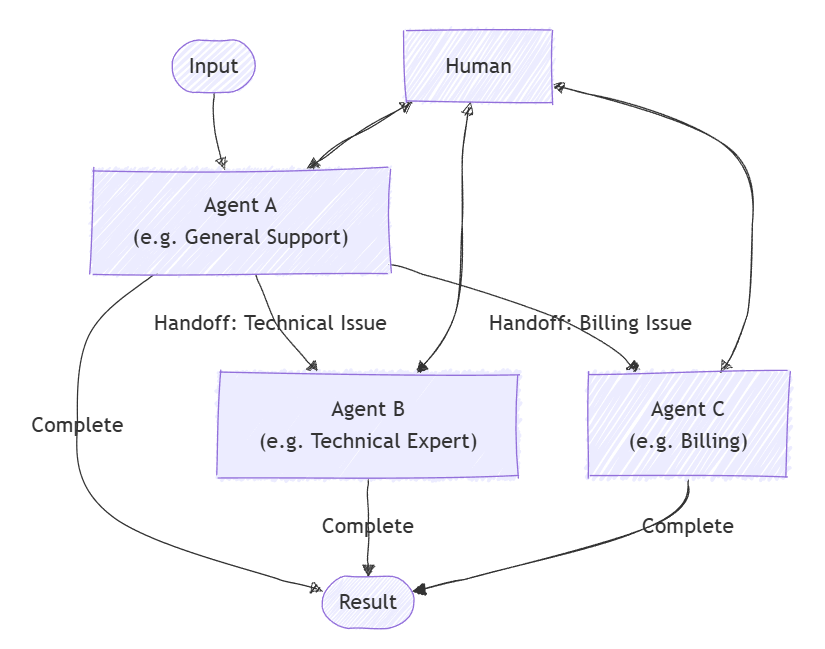 Input
Human
Agent A
(e.g. General Support)
Handoff: Technical Issue
Handoff: Billing Issue
Agent B
(e.g. Technical Expert)
Agent C
(e.g. Billing)
Complete
Complete
Complete
Result